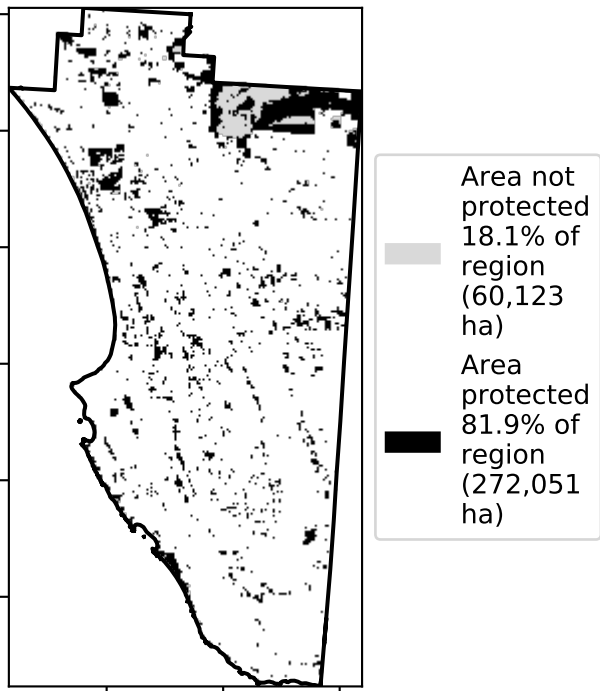 Area not
protected
18.1% of
region
(60,123
ha)
Area
protected
81.9% of
region
(272,051
ha)